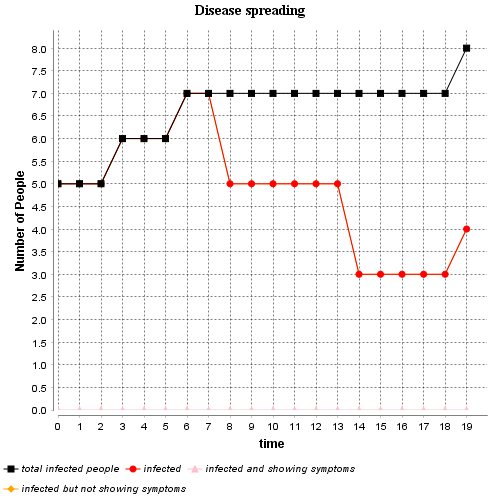 Disease spreading
8.0
7.5
7.0
6.5
6.0
5.5
5.0
4.5
4.0
3.5
3.0
2.5
2.0
1.5
1.0
0.5
0.0
Number of People
0 1 2 3 4 5 6 7 8 9 10 11 12 13 14 15 16 17 18 19
time
total infected people infected infected and showing symptoms
infected but not showing symptoms